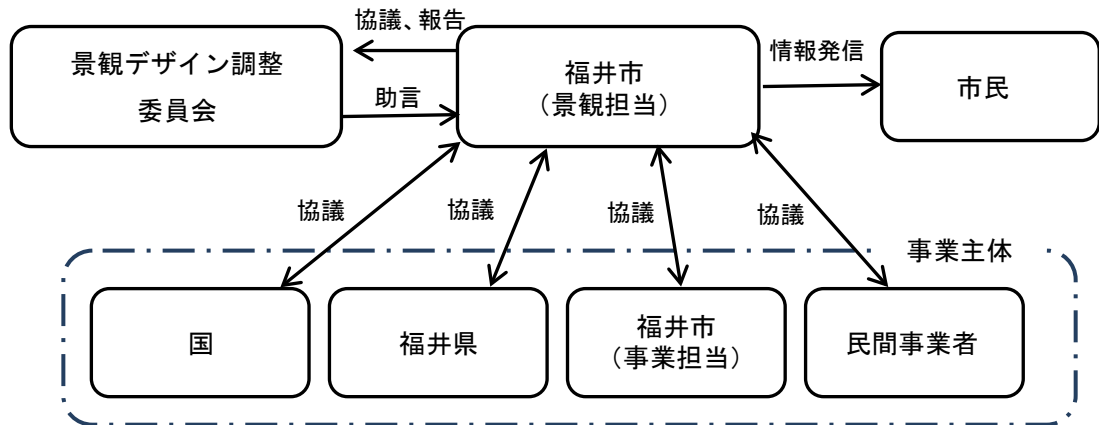 協議、報告
景観デザイン調整
委員会
助言
福井市
（景観担当）
情報発信
市民
協議
協議
協議
協議
事業主体
国
福井県
福井市
（事業担当）
民間事業者